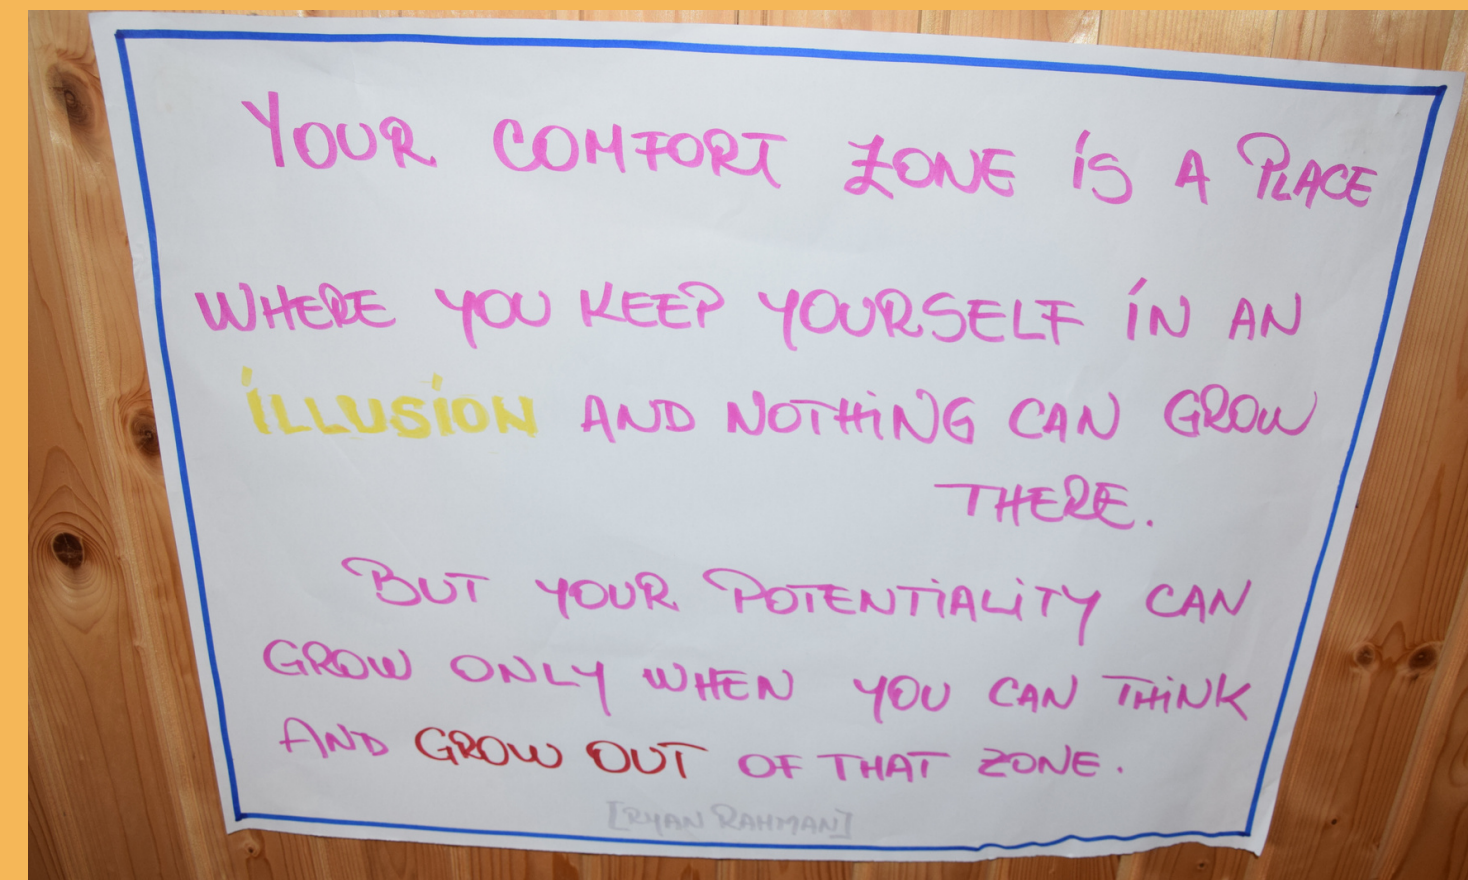 YOUR COMFORT ZONE iS A PLACE
WHERE YOU KEEP YOURSELF iN AN
iLLUSiON AND NOTHiNG CAN GROW
THERE.
BUT YOUR POTENTiALiTY CAN
GROW ONLY WHEN YOU CAN THiNK
AND GROW OUT OF THAT ZONE.
[RYAN RAHMAN]